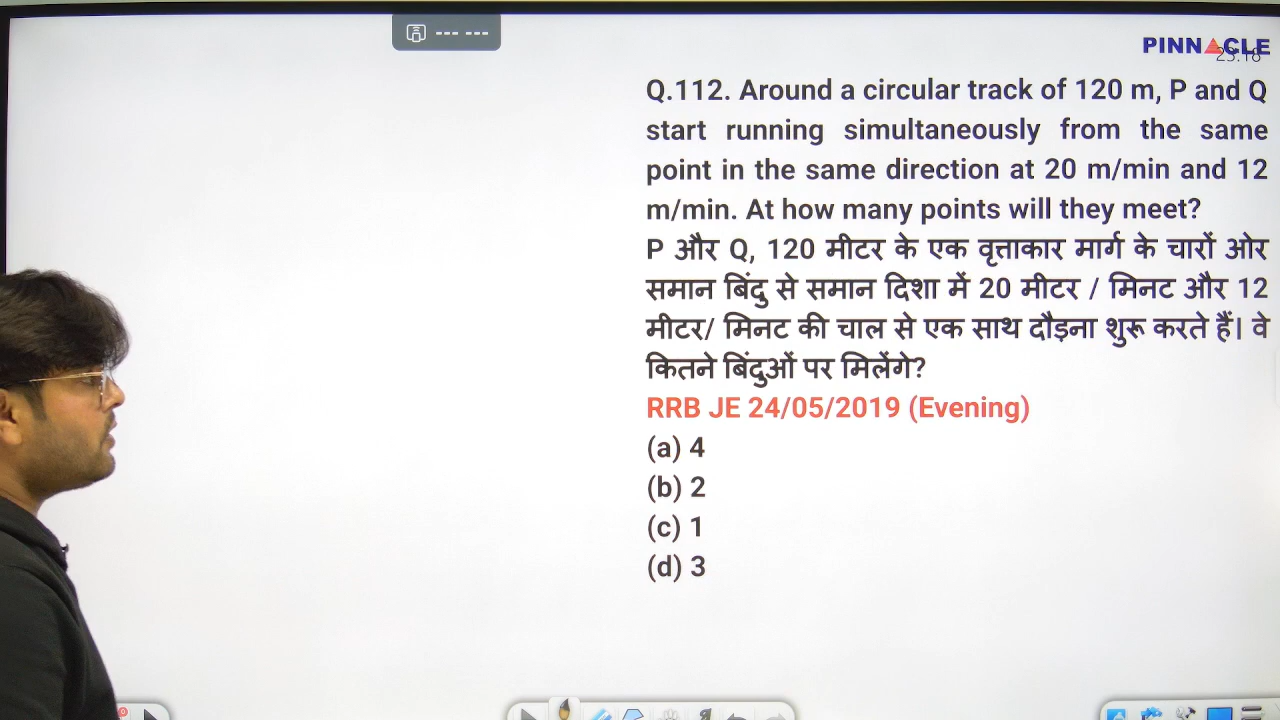 PINNACLE
23:18
Q.112. Around a circular track of 120 m, P and Q
start running simultaneously from the same
point in the same direction at 20 m/min and 12
m/min. At how many points will they meet?
P और Q, 120 मीटर के एक वृत्ताकार मार्ग के चारों ओर
समान बिंदु से समान दिशा में 20 मीटर / मिनट और 12
मीटर/ मिनट की चाल से एक साथ दौड़ना शुरू करते हैं। वे
कितने बिंदुओं पर मिलेंगे?
RRB JE 24/05/2019 (Evening)
(a) 4
(b) 2
(c) 1
(d) 3